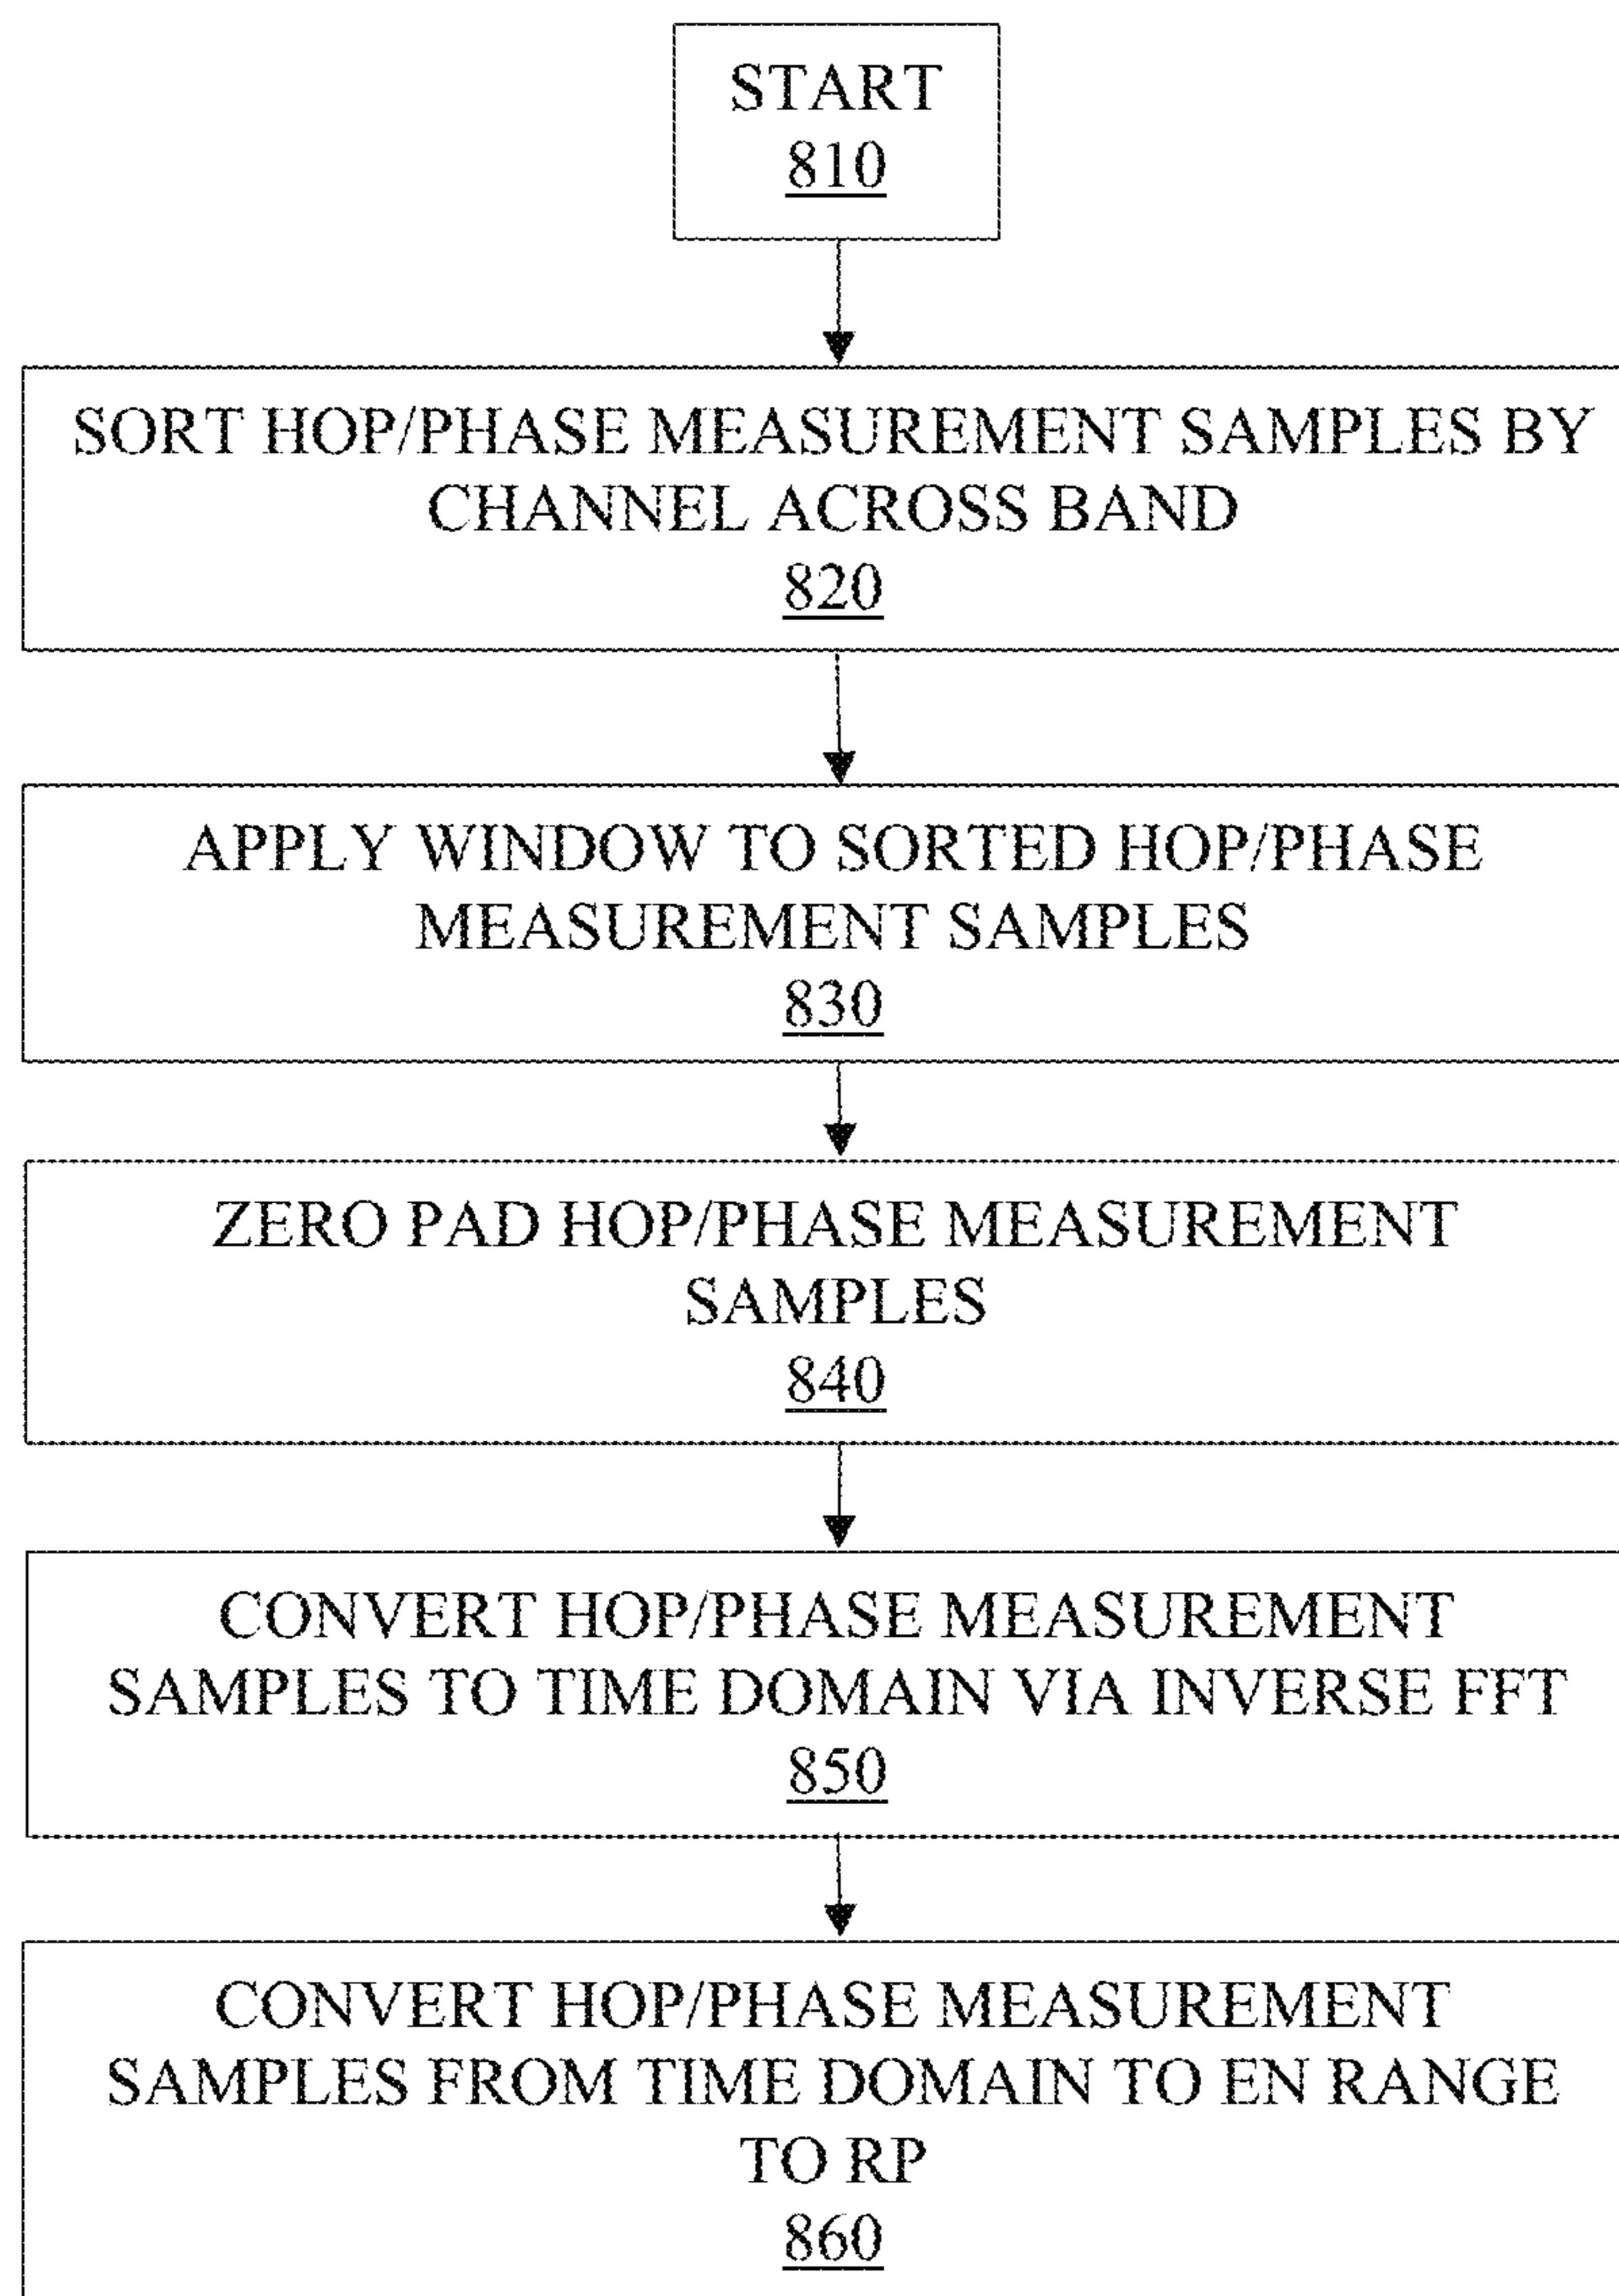 START
810
SORT HOP/PHASE MEASUREMENT SAMPLES BY
CHANNEL ACROSS BAND
820
APPLY WINDOW TO SORTED HOP/PHASE
MEASUREMENT SAMPLES
830
ZERO PAD HOP/PHASE MEASUREMENT
SAMPLES
840
CONVERT HOP/PHASE MEASUREMENT
SAMPLES TO TIME DOMAIN VIA INVERSE FFT
850
CONVERT HOP/PHASE MEASUREMENT
SAMPLES FROM TIME DOMAIN TO EN RANGE
TO RP
860